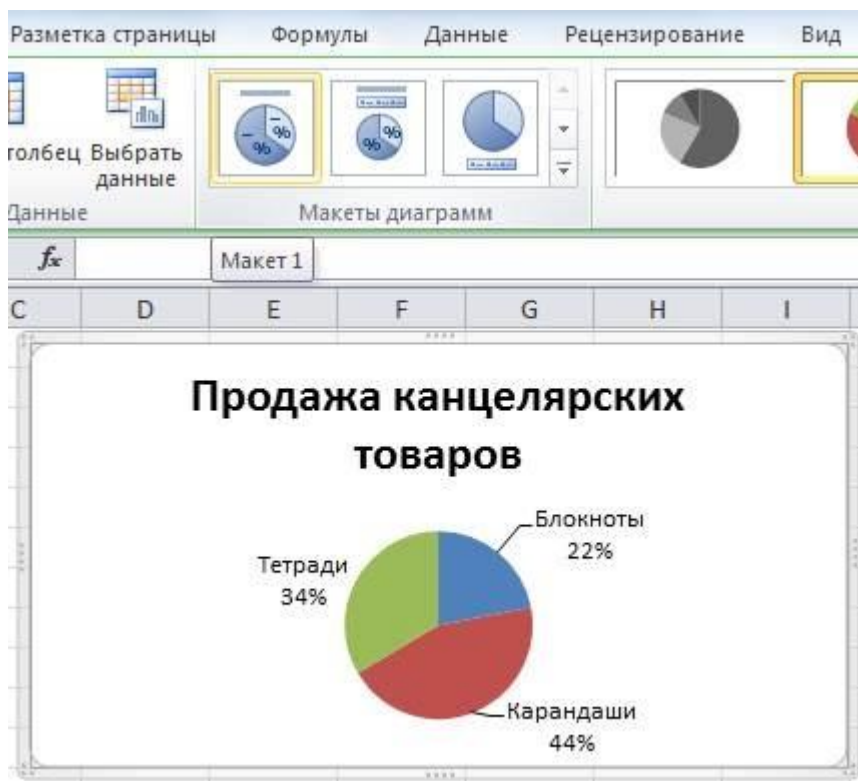 Разметка страницы Формулы Данные Рецензирование Вид
толбец Выбрать
данные
Данные Макеты диаграмм
fx Макет 1
C D E F G H I
Продажа канцелярских
товаров
Блокноты
22%
Тетради
34%
Карандаши
44%